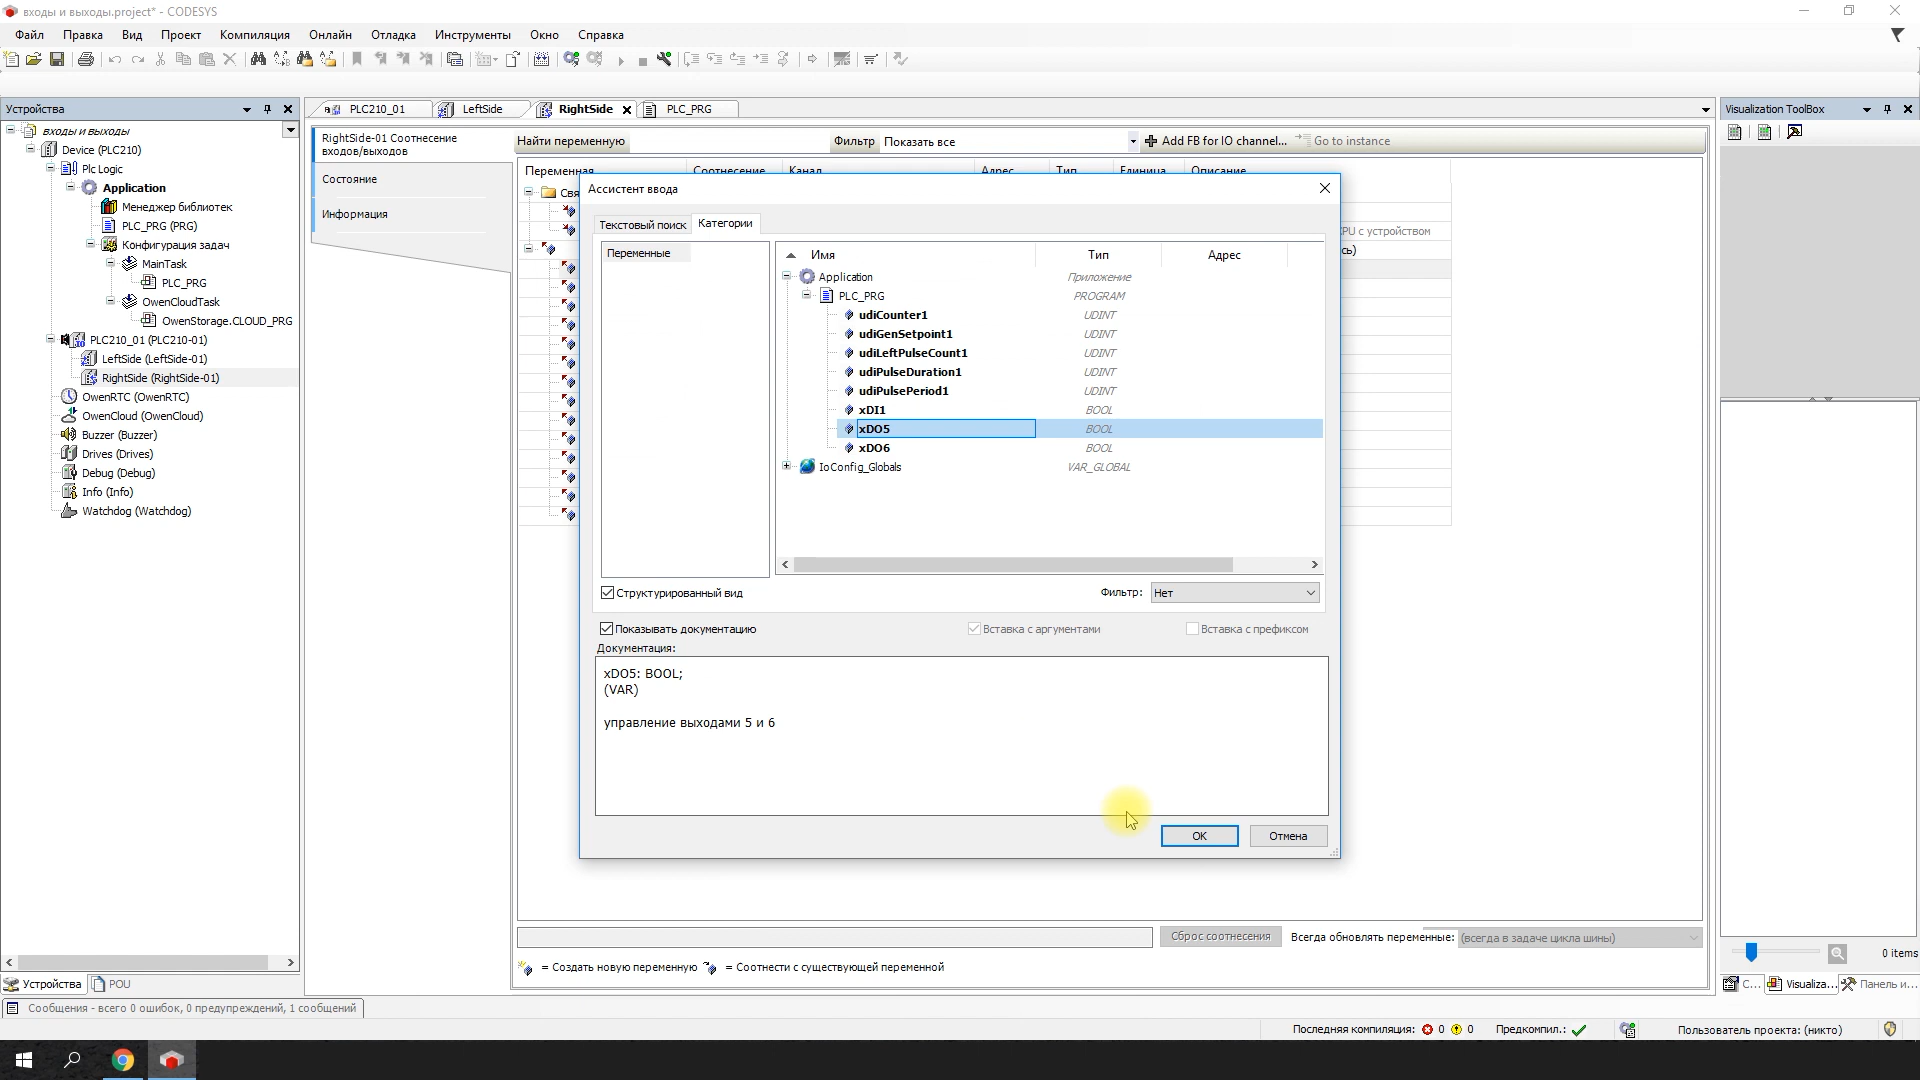 входы и выходы.project* - CODESYS
Файл Правка Вид Проект Компиляция Онлайн Отладка Инструменты Окно Справка
Устройства
входы и выходы
Device (PLC210)
Plc Logic
Application
Менеджер библиотек
PLC_PRG (PRG)
Конфигурация задач
MainTask
PLC_PRG
OwenCloudTask
OwenStorage.CLOUD_PRG
PLC210_01 (PLC210-01)
LeftSide (LeftSide-01)
RightSide (RightSide-01)
OwenRTC (OwenRTC)
OwenCloud (OwenCloud)
Buzzer (Buzzer)
Drives (Drives)
Debug (Debug)
Info (Info)
Watchdog (Watchdog)
Устройства POU
PLC210_01 LeftSide RightSide PLC_PRG
RightSide-01 Соотнесение
входов/выходов
Состояние
Информация
Найти переменную Фильтр Показать все Add FB for IO channel... Go to instance
Переменная Соотнесение Канал Адрес Тип Единица Описание
Свя
PU с устройством
сь)
Ассистент ввода
Текстовый поиск Категории
Переменные
Имя Тип Адрес
Application Приложение
PLC_PRG PROGRAM
udiCounter1 UDINT
udiGenSetpoint1 UDINT
udiLeftPulseCount1 UDINT
udiPulseDuration1 UDINT
udiPulsePeriod1 UDINT
xDI1 BOOL
xDO5 BOOL
xDO6 BOOL
IoConfig_Globals VAR_GLOBAL
Структурированный вид Фильтр: Нет
Показывать документацию Вставка с аргументами Вставка с префиксом
Документация:
xDO5: BOOL;
(VAR)
управление выходами 5 и 6
OK Отмена
Сброс соотнесения Всегда обновлять переменные: (всегда в задаче цикла шины)
= Создать новую переменную = Соотнести с существующей переменной
Visualization ToolBox
0 items
С... Visualiza... Панель и...
Сообщения - всего 0 ошибок, 0 предупреждений, 1 сообщений
Последняя компиляция: 0 0 Предкомпил.: Пользователь проекта: (никто)